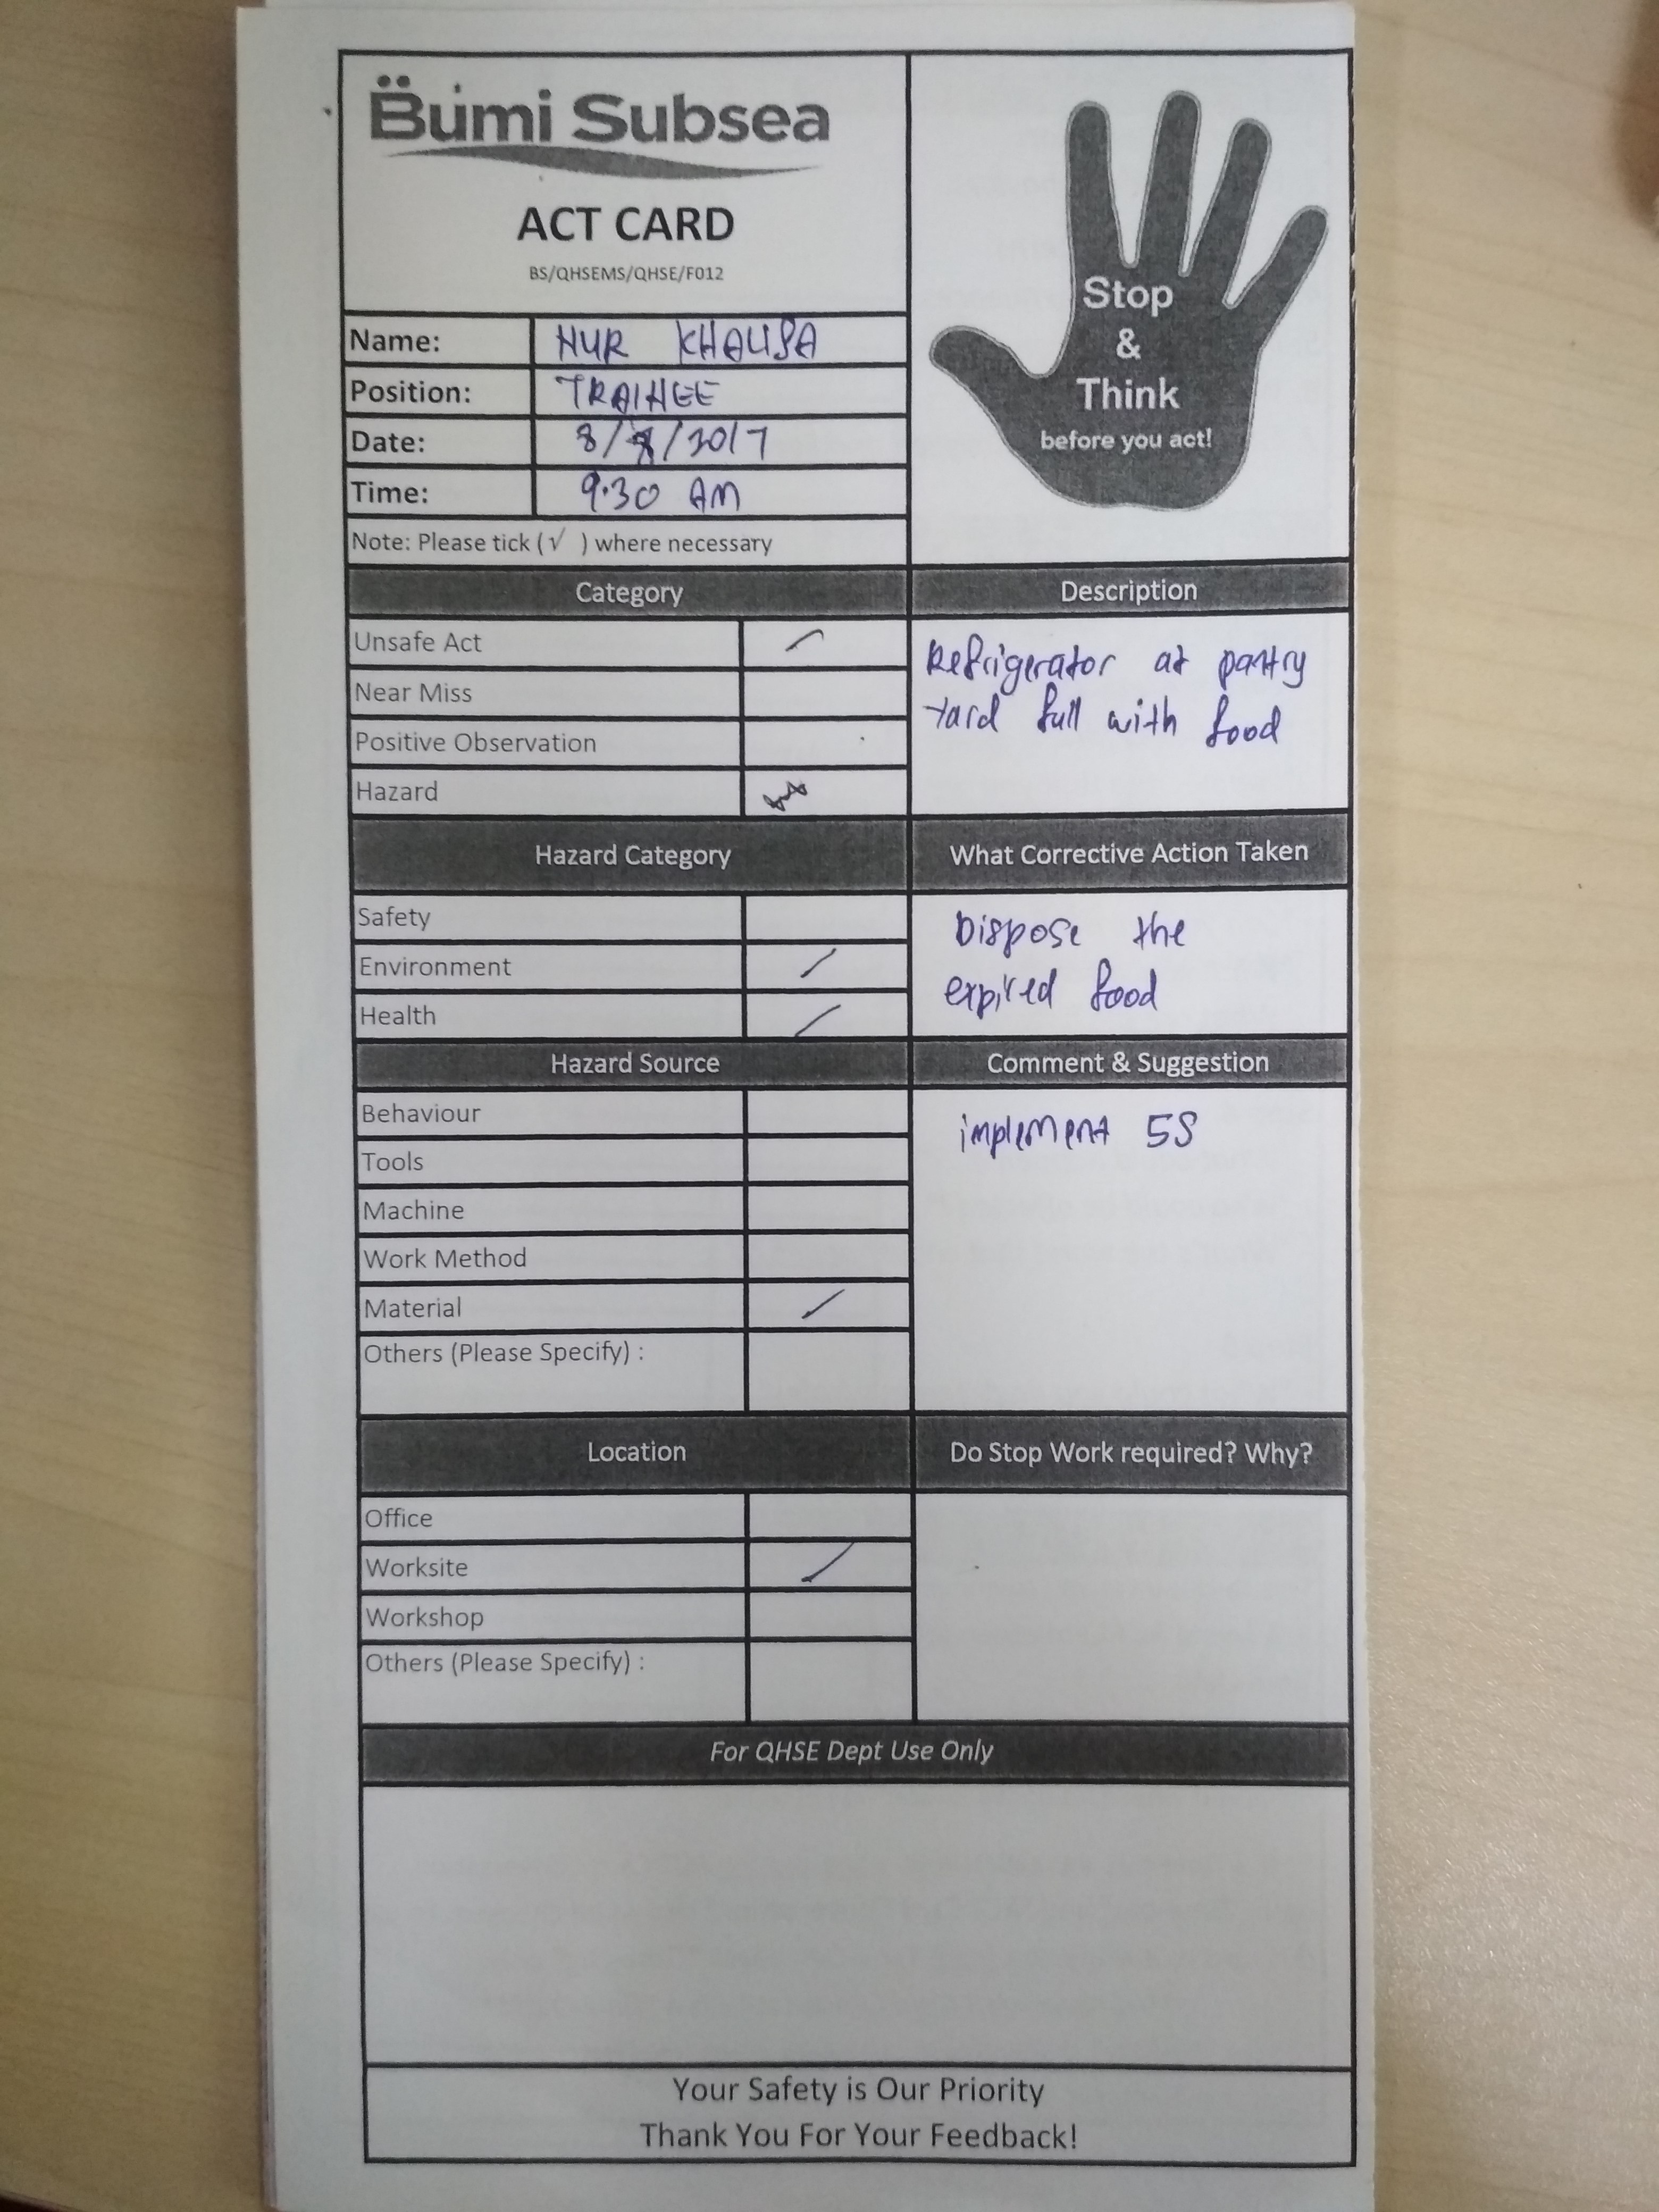 Bumi Subsea
ACT CARD
BS/QHSEMS/QHSE/F012
Stop
&
Think
before you act!
Name: NUR KHALISA
Position: TRAINEE
Date: 8/8/2017
Time: 9.30 AM
Note: Please tick (√ ) where necessary
Category
Unsafe Act
Near Miss
Positive Observation
Hazard
Description
Refrigerator at pantry
yard full with food
Hazard Category
Safety
Environment
Health
What Corrective Action Taken
Dispose the
expired food
Hazard Source
Behaviour
Tools
Machine
Work Method
Material
Others (Please Specify) :
Comment & Suggestion
implement 5S
Location
Office
Worksite
Workshop
Others (Please Specify) :
Do Stop Work required? Why?
For QHSE Dept Use Only
Your Safety is Our Priority
Thank You For Your Feedback!